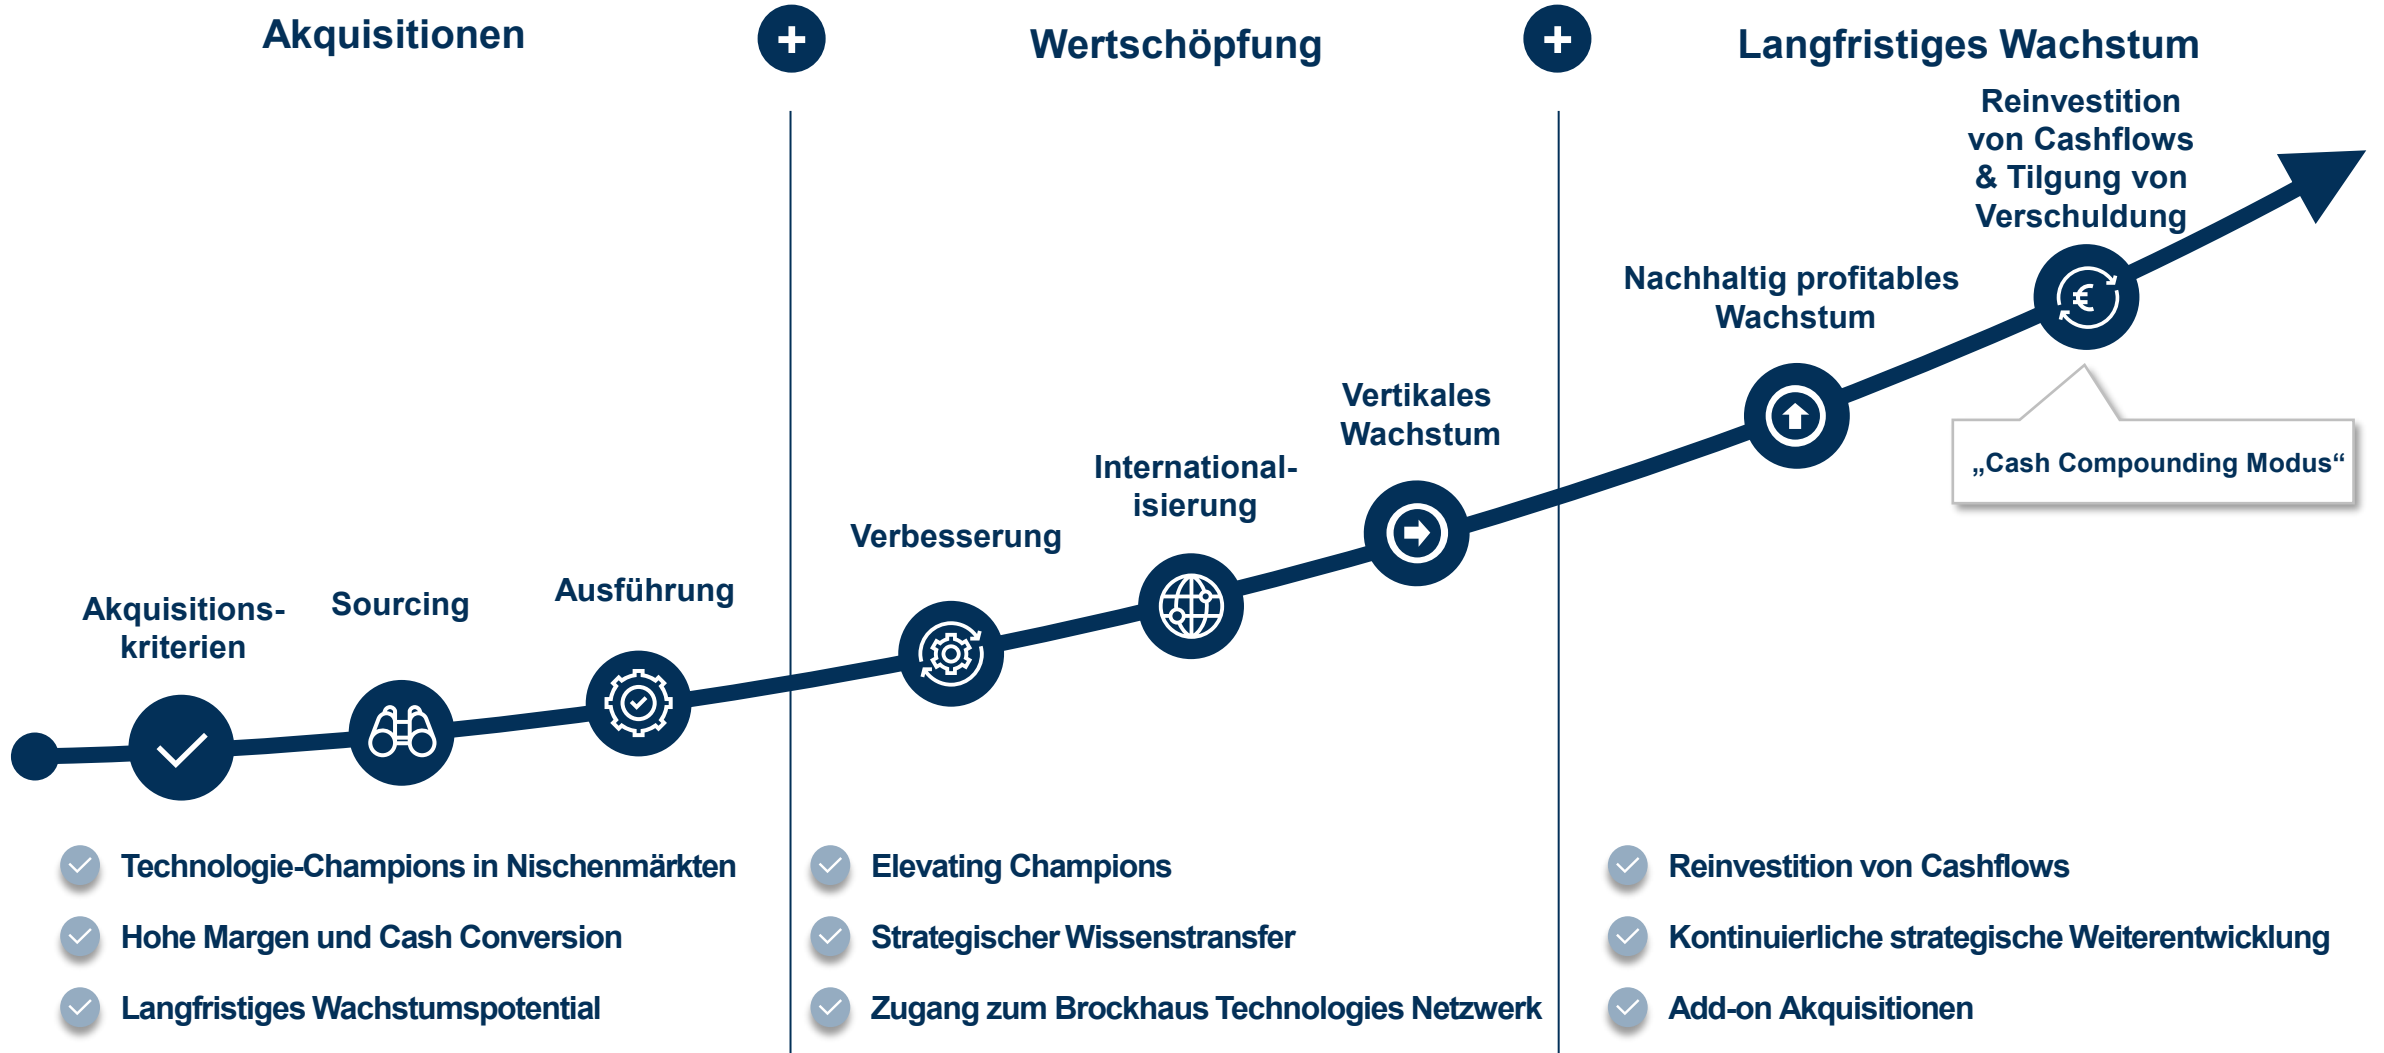 Akquisitionen
Wertschöpfung
Langfristiges Wachstum
Akquisitions-
kriterien
Sourcing
Ausführung
Verbesserung
International-
isierung
Vertikales
Wachstum
Nachhaltig profitables
Wachstum
Reinvestition
von Cashflows
& Tilgung von
Verschuldung
€
„Cash Compounding Modus“
Technologie-Champions in Nischenmärkten
Hohe Margen und Cash Conversion
Langfristiges Wachstumspotential
Elevating Champions
Strategischer Wissenstransfer
Zugang zum Brockhaus Technologies Netzwerk
Reinvestition von Cashflows
Kontinuierliche strategische Weiterentwicklung
Add-on Akquisitionen